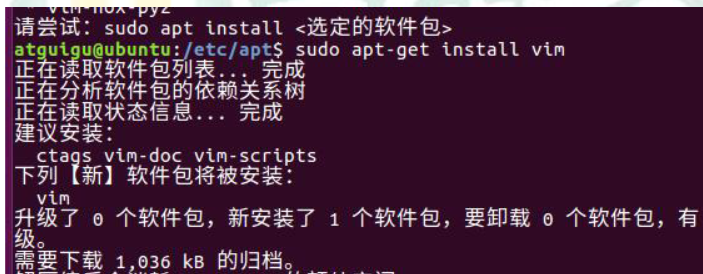 * vim-nox-py2
请尝试: sudo apt install <选定的软件包>
atguigu@ubuntu:/etc/apt$ sudo apt-get install vim
正在读取软件包列表... 完成
正在分析软件包的依赖关系树
正在读取状态信息... 完成
建议安装:
ctags vim-doc vim-scripts
下列【新】软件包将被安装:
vim
升级了 0 个软件包，新安装了 1 个软件包，要卸载 0 个软件包，有
级。
需要下载 1,036 kB 的归档。